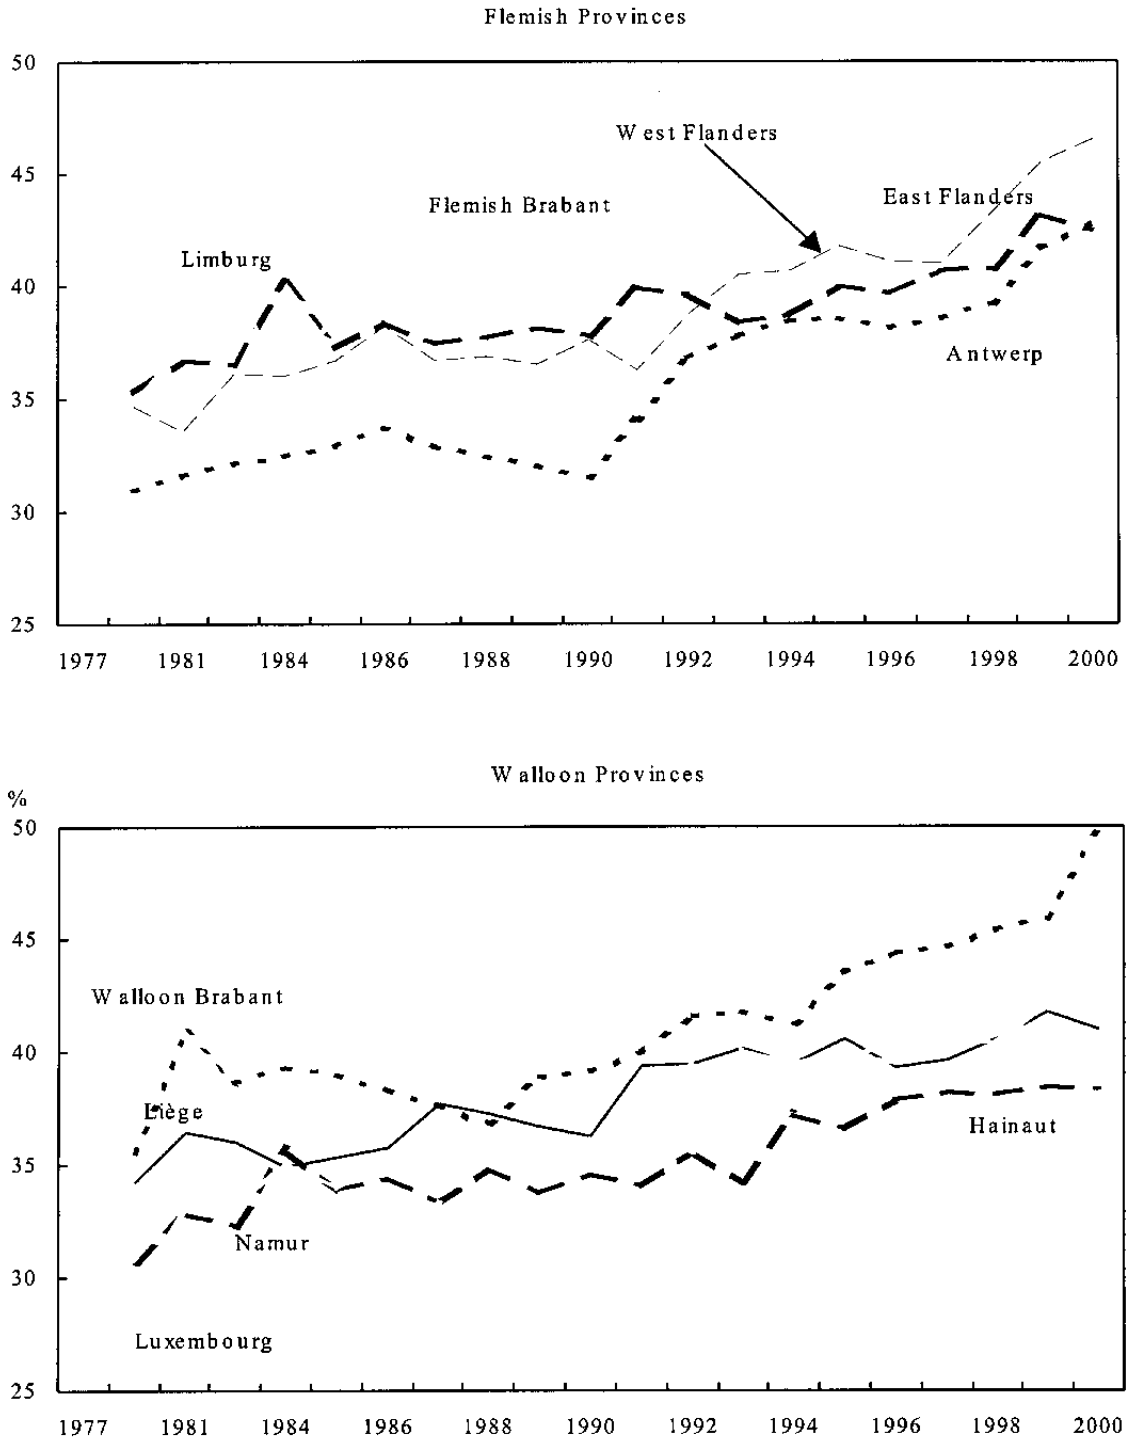 Flemish Provinces
50
West Flanders
45
East Flanders
Flemish Brabant
Limburg
40
Antwerp
35
30
25
1977 1981 1984 1986 1988 1990 1992 1994 1996 1998 2000
Walloon Provinces
%
50
45
Walloon Brabant
40
Liège
Hainaut
35
Namur
30
Luxembourg
25
1977 1981 1984 1986 1988 1990 1992 1994 1996 1998 2000